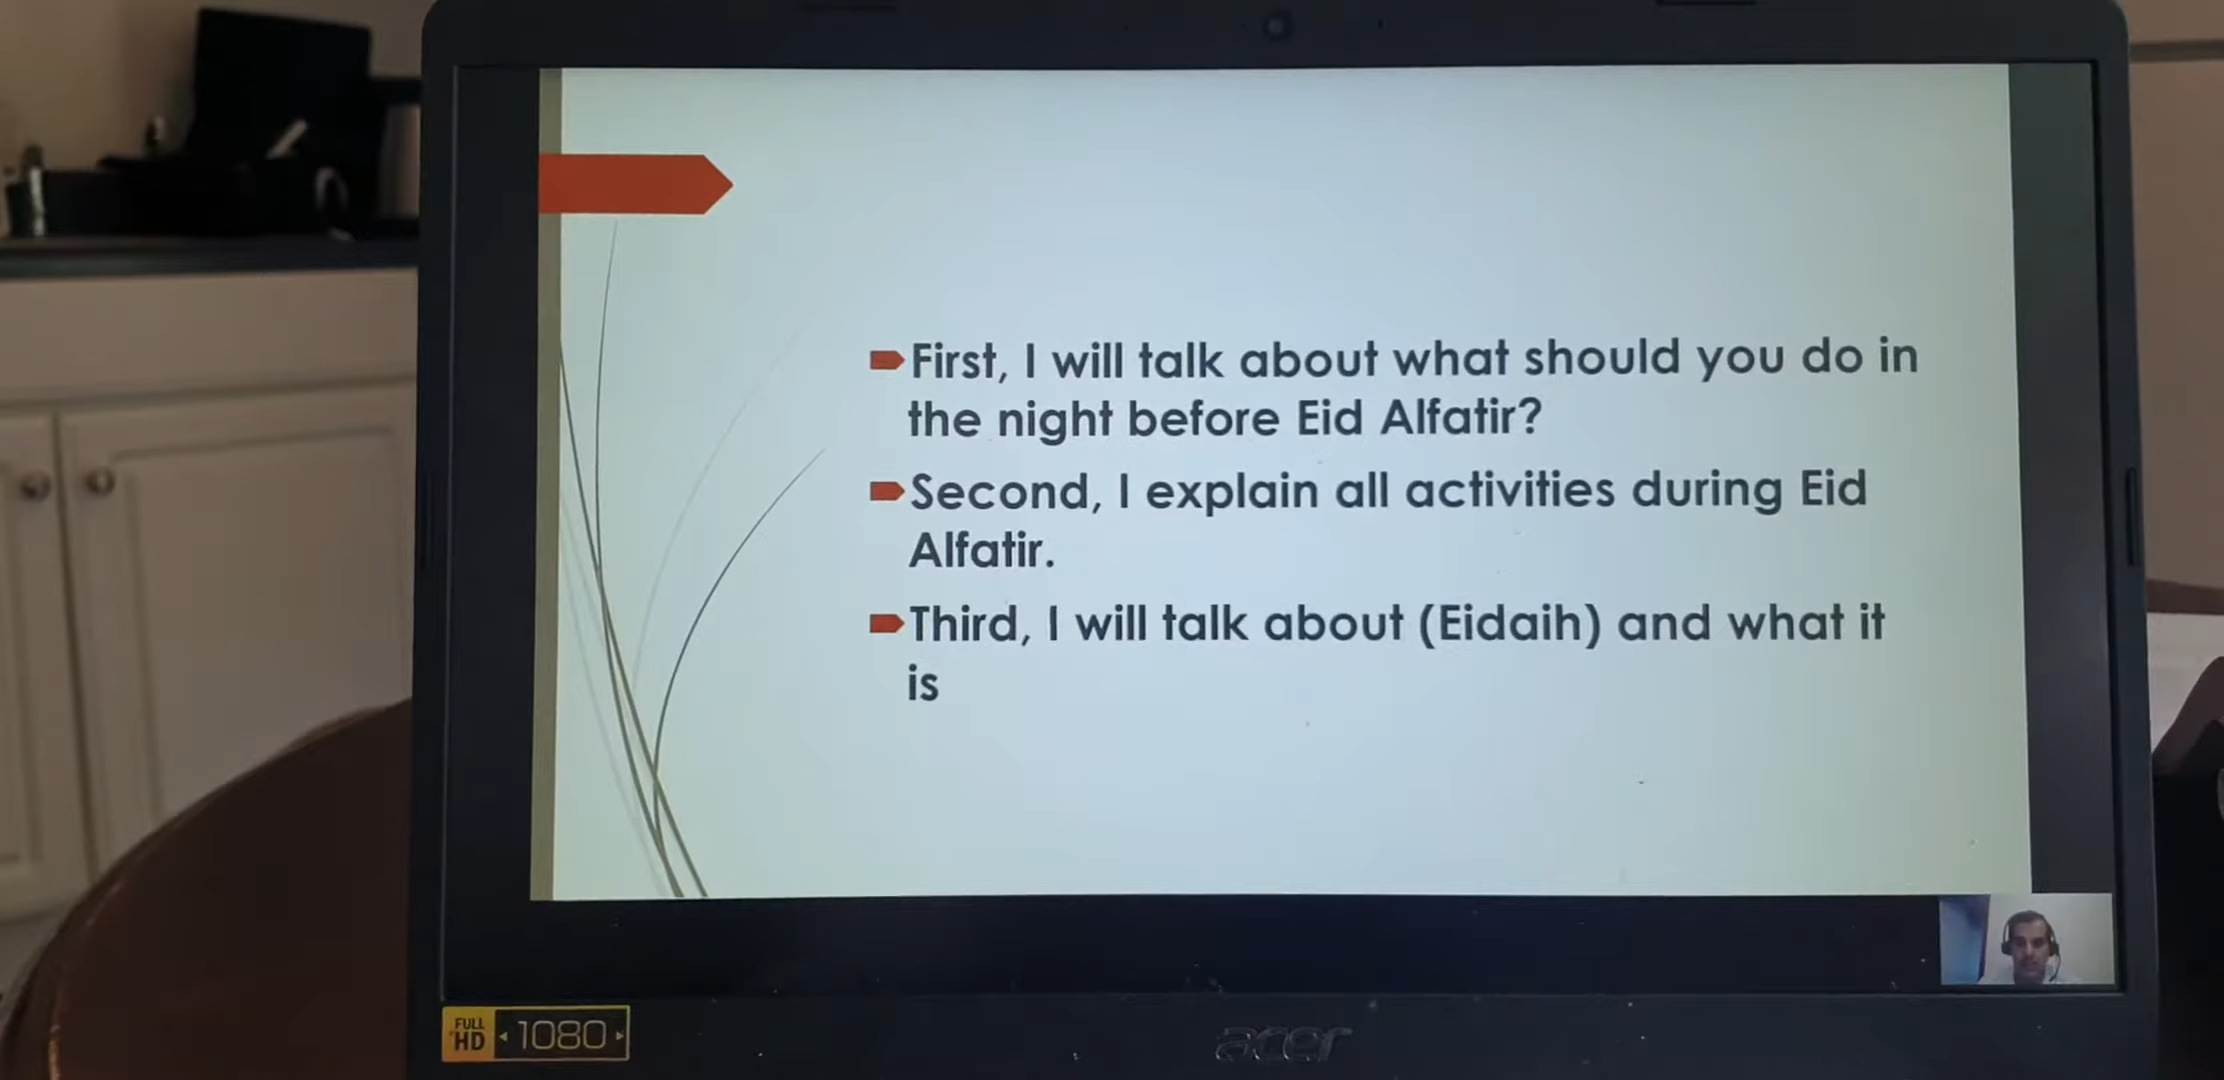 First, I will talk about what should you do in
the night before Eid Alfatir?
Second, I explain all activities during Eid
Alfatir.
Third, I will talk about (Eidaih) and what it
is
FULL
HD 1080
acer